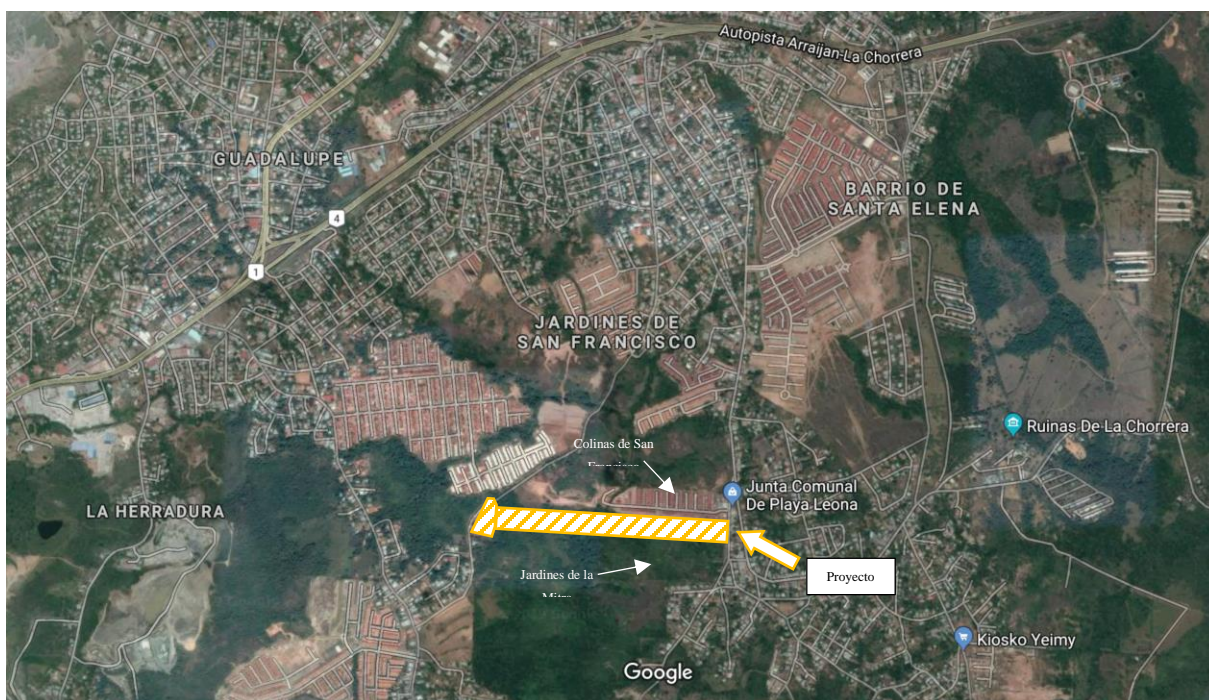 Autopista Arraijan-La Chorrera
GUADALUPE
4
BARRIO DE
SANTA ELENA
1
JARDINES DE
SAN FRANCISCO
Ruinas De La Chorrera
Colinas de San
Junta Comunal
De Playa Leona
LA HERRADURA
Jardines de la
Proyecto
Kiosko Yeimy
Google